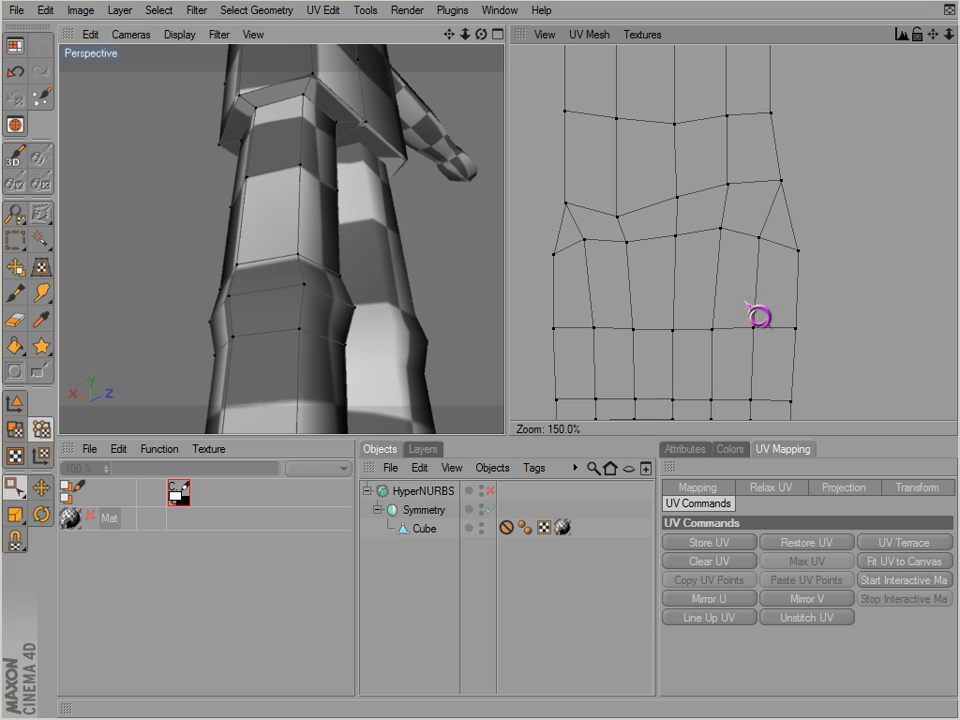 File Edit Image Layer Select Filter Select Geometry UV Edit Tools Render Plugins Window Help
Edit Cameras Display Filter View
View UV Mesh Textures
Perspective
3D
Y
X Z
Zoom: 150.0%
File Edit Function Texture
100 %
C...
Mat
Objects Layers
File Edit View Objects Tags
HyperNURBS
Symmetry
Cube
Attributes Colors UV Mapping
Mapping Relax UV Projection Transform
UV Commands
UV Commands
Store UV Restore UV UV Terrace
Clear UV Max UV Fit UV to Canvas
Copy UV Points Paste UV Points Start Interactive Ma
Mirror U Mirror V Stop Interactive Ma
Line Up UV Unstitch UV
MAXON
CINEMA 4D